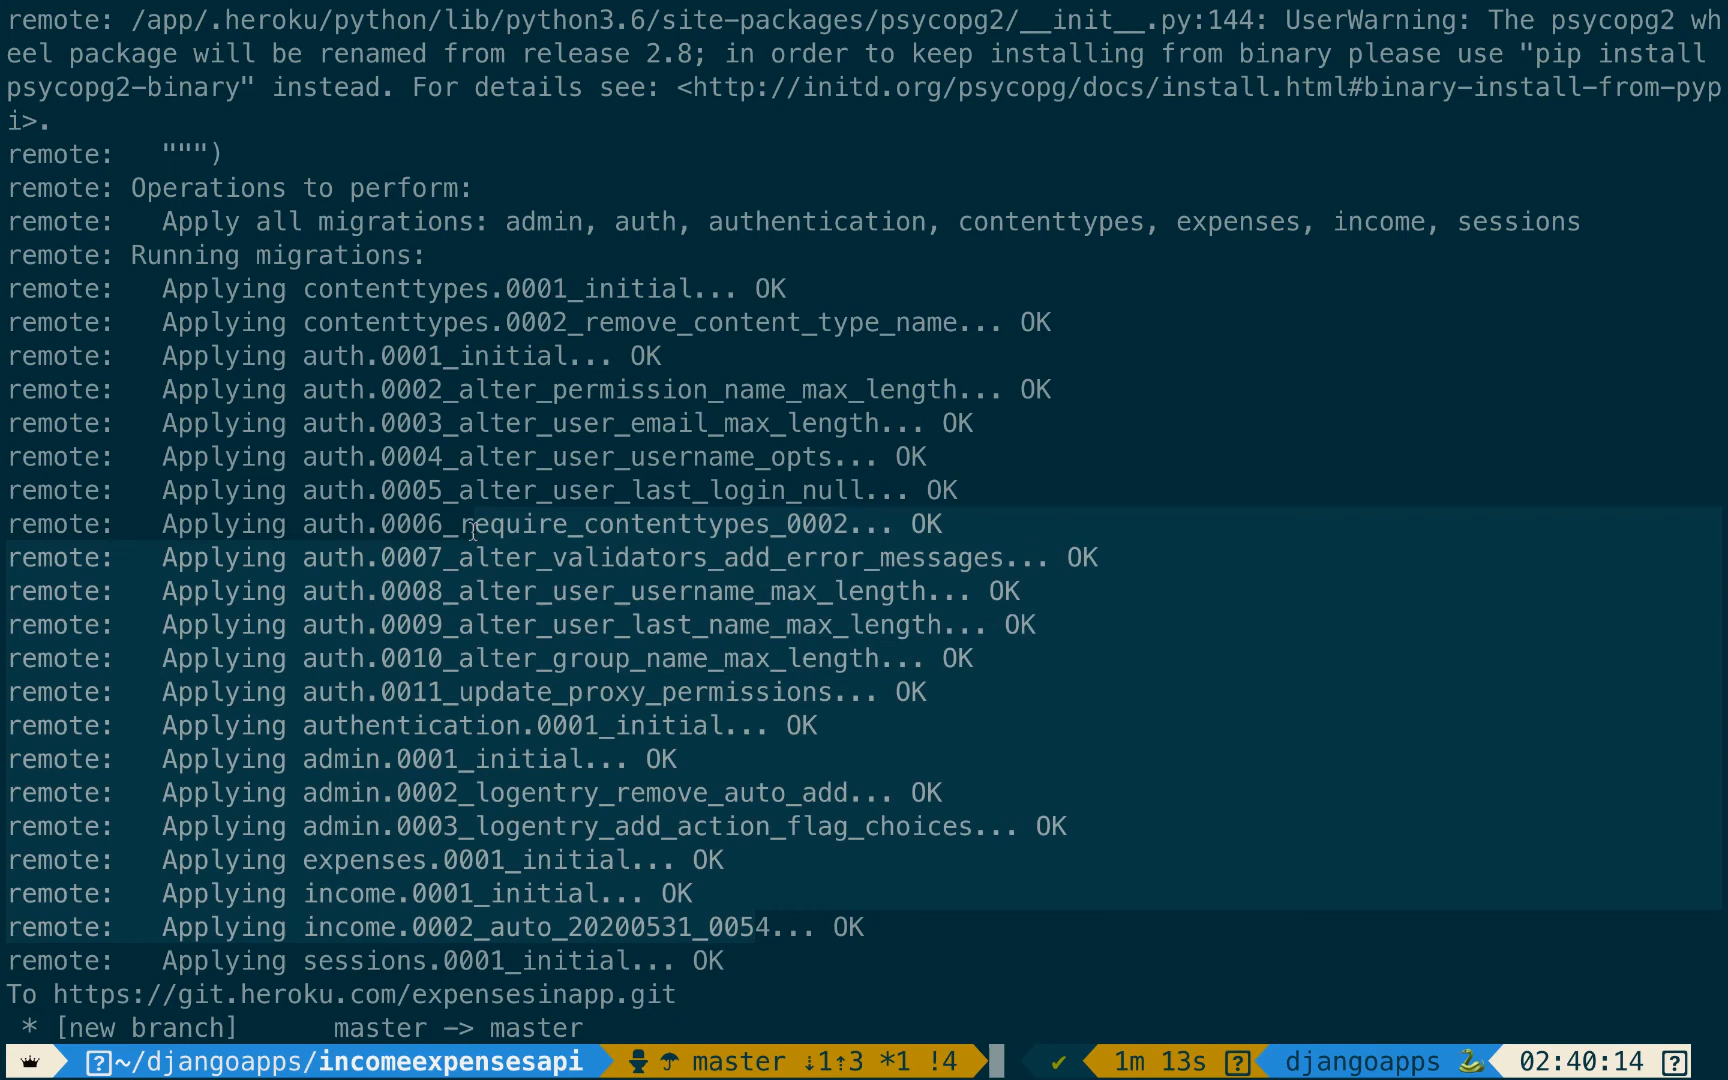 remote: /app/.heroku/python/lib/python3.6/site-packages/psycopg2/__init__.py:144: UserWarning: The psycopg2 wh
eel package will be renamed from release 2.8; in order to keep installing from binary please use "pip install
psycopg2-binary" instead. For details see: <http://initd.org/psycopg/docs/install.html#binary-install-from-pyp
i>.
remote:   """)
remote: Operations to perform:
remote:   Apply all migrations: admin, auth, authentication, contenttypes, expenses, income, sessions
remote: Running migrations:
remote:   Applying contenttypes.0001_initial... OK
remote:   Applying contenttypes.0002_remove_content_type_name... OK
remote:   Applying auth.0001_initial... OK
remote:   Applying auth.0002_alter_permission_name_max_length... OK
remote:   Applying auth.0003_alter_user_email_max_length... OK
remote:   Applying auth.0004_alter_user_username_opts... OK
remote:   Applying auth.0005_alter_user_last_login_null... OK
remote:   Applying auth.0006_require_contenttypes_0002... OK
remote:   Applying auth.0007_alter_validators_add_error_messages... OK
remote:   Applying auth.0008_alter_user_username_max_length... OK
remote:   Applying auth.0009_alter_user_last_name_max_length... OK
remote:   Applying auth.0010_alter_group_name_max_length... OK
remote:   Applying auth.0011_update_proxy_permissions... OK
remote:   Applying authentication.0001_initial... OK
remote:   Applying admin.0001_initial... OK
remote:   Applying admin.0002_logentry_remove_auto_add... OK
remote:   Applying admin.0003_logentry_add_action_flag_choices... OK
remote:   Applying expenses.0001_initial... OK
remote:   Applying income.0001_initial... OK
remote:   Applying income.0002_auto_20200531_0054... OK
remote:   Applying sessions.0001_initial... OK
To https://git.heroku.com/expensesinapp.git
 * [new branch]      master -> master
~/djangoapps/incomeexpensesapi master ⇣1⇡3 *1 !4 ✔ 1m 13s djangoapps 🐍 02:40:14